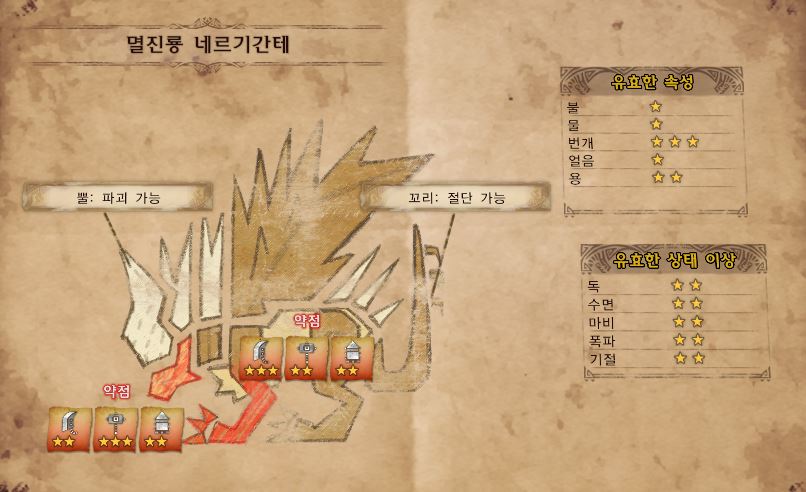 멸진룡 네르기간테
뿔: 파괴 가능
꼬리: 절단 가능
약점
약점
유효한 속성
불
물
번개
얼음
용
유효한 상태 이상
독
수면
마비
폭파
기절